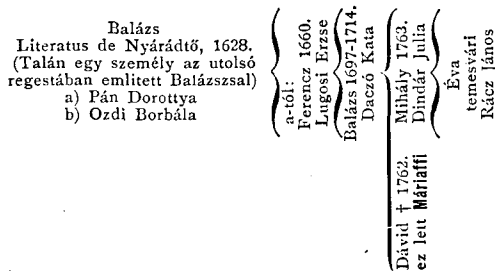 Balázs
Literatus de Nyárádtő, 1628.
(Talán egy személy az utolsó
regestában emlitett Balázszsal)
a) Pán Dorottya
b) Ozdi Borbála
a-tól:
Ferencz 1660.
Lugosi Erzse
Balázs 1697-1714.
Daczó Kata
Mihály 1763.
Dindár Julia
Dávid † 1762.
ez lett Máriaffi
Éva
temesvári
Rácz János